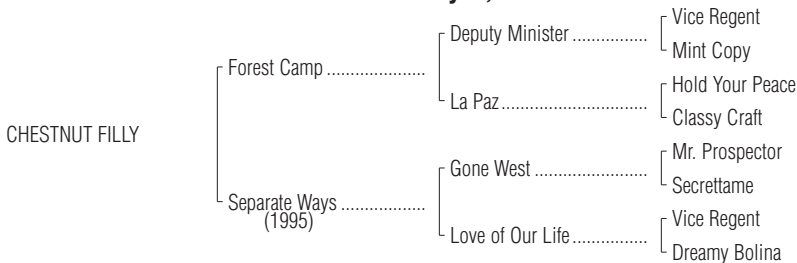 Vice Regent
Deputy Minister ................
Mint Copy
Forest Camp .....................
Hold Your Peace
La Paz...............................
Classy Craft
CHESTNUT FILLY
Mr. Prospector
Gone West ........................
Secrettame
Separate Ways ..................
(1995)
Vice Regent
Love of Our Life................
Dreamy Bolina